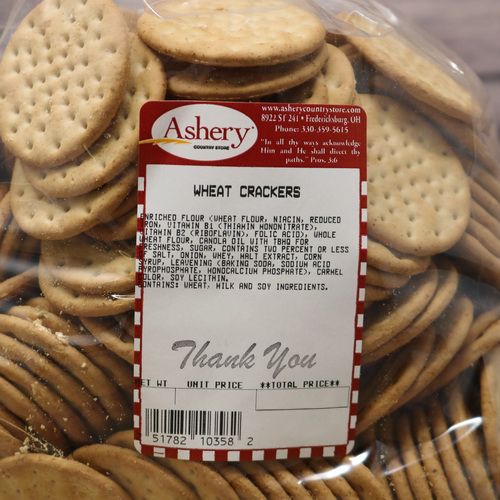 Ashery
COUNTRY STORE
www.asherycountrystore.com
8922 ST 241 • Fredericksburg, OH
Phone: 330-359-5615
"In all thy ways acknowledge
Him and He shall direct thy
paths." Pros. 3:6
WHEAT CRACKERS
ENRICHED FLOUR (WHEAT FLOUR, NIACIN, REDUCED
IRON, VITAMIN B1 (THIAMIN MONONITRATE),
VITAMIN B2 (RIBOFLAVIN), FOLIC ACID), WHOLE
WHEAT FLOUR, CANOLA OIL WITH TBHQ FOR
FRESHNESS, SUGAR, CONTAINS TWO PERCENT OR LESS
OF SALT, ONION, WHEY, MALT EXTRACT, CORN
SYRUP, LEAVENING (BAKING SODA, SODIUM ACID
PYROPHOSPHATE, MONOCALCIUM PHOSPHATE), CARMEL
COLOR, SOY LECITHIN.
CONTAINS: WHEAT, MILK AND SOY INGREDIENTS.
Thank You
ET WT UNIT PRICE **TOTAL PRICE**
51782 10358 2